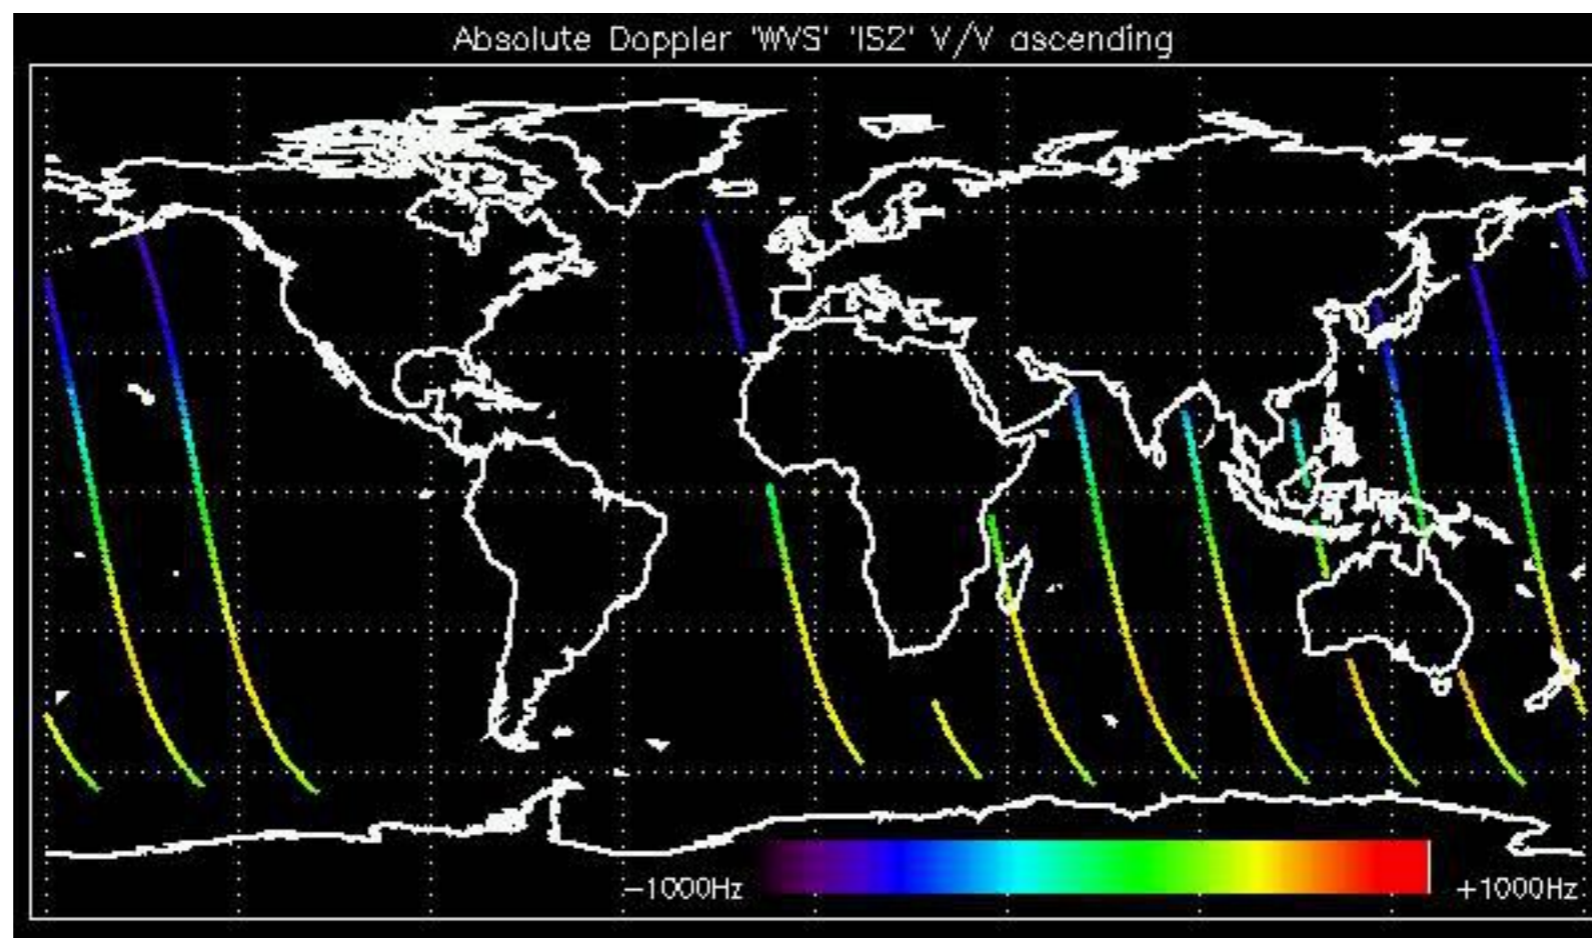 Absolute Doppler 'WVS' 'IS2' V/V ascending
-1000Hz +1000Hz